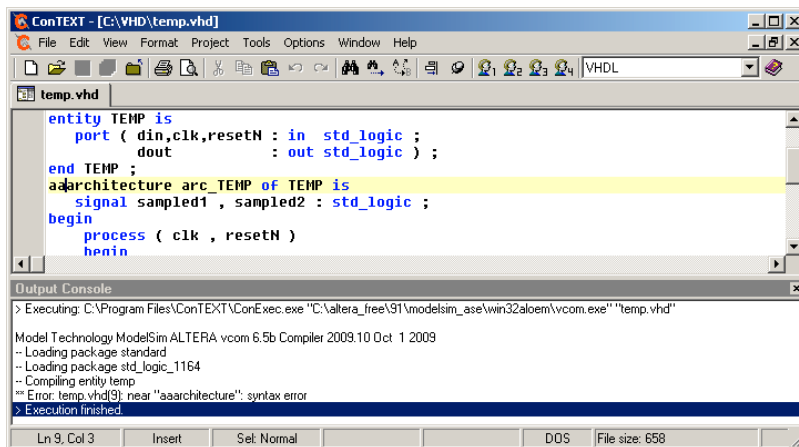 ConTEXT - [C:\VHD\temp.vhd]
File Edit View Format Project Tools Options Window Help
VHDL
temp.vhd
entity TEMP is
port ( din,clk,resetN : in std_logic ;
dout : out std_logic ) ;
end TEMP ;
aaarchitecture arc_TEMP of TEMP is
signal sampled1 , sampled2 : std_logic ;
begin
process ( clk , resetN )
begin
Output Console
> Executing: C:\Program Files\ConTEXT\ConExec.exe "C:\altera_free\91\modelsim_ase\win32aloem\vcom.exe" "temp.vhd"
Model Technology ModelSim ALTERA vcom 6.5b Compiler 2009.10 Oct 1 2009
-- Loading package standard
-- Loading package std_logic_1164
-- Compiling entity temp
** Error: temp.vhd(9): near "aaarchitecture": syntax error
> Execution finished.
Ln 9, Col 3 Insert Sel: Normal DOS File size: 658